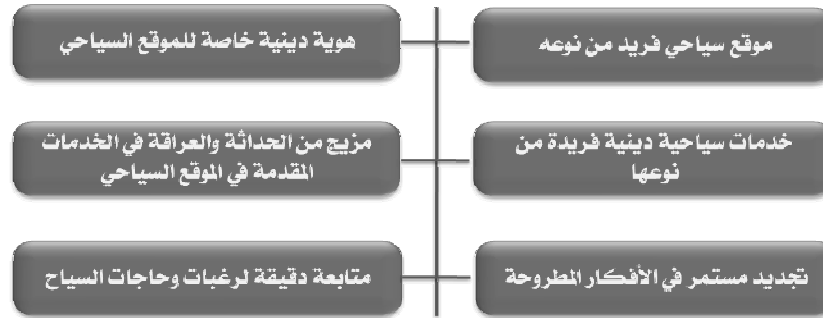 موقع سياحي فريد من نوعه
هوية دينية خاصة للموقع السياحي
خدمات سياحية دينية فريدة من
نوعها
مزيج من الحداثة والعراقة في الخدمات
المقدمة في الموقع السياحي
تجديد مستمر في الأفكار المطروحة
متابعة دقيقة لرغبات وحاجات السياح